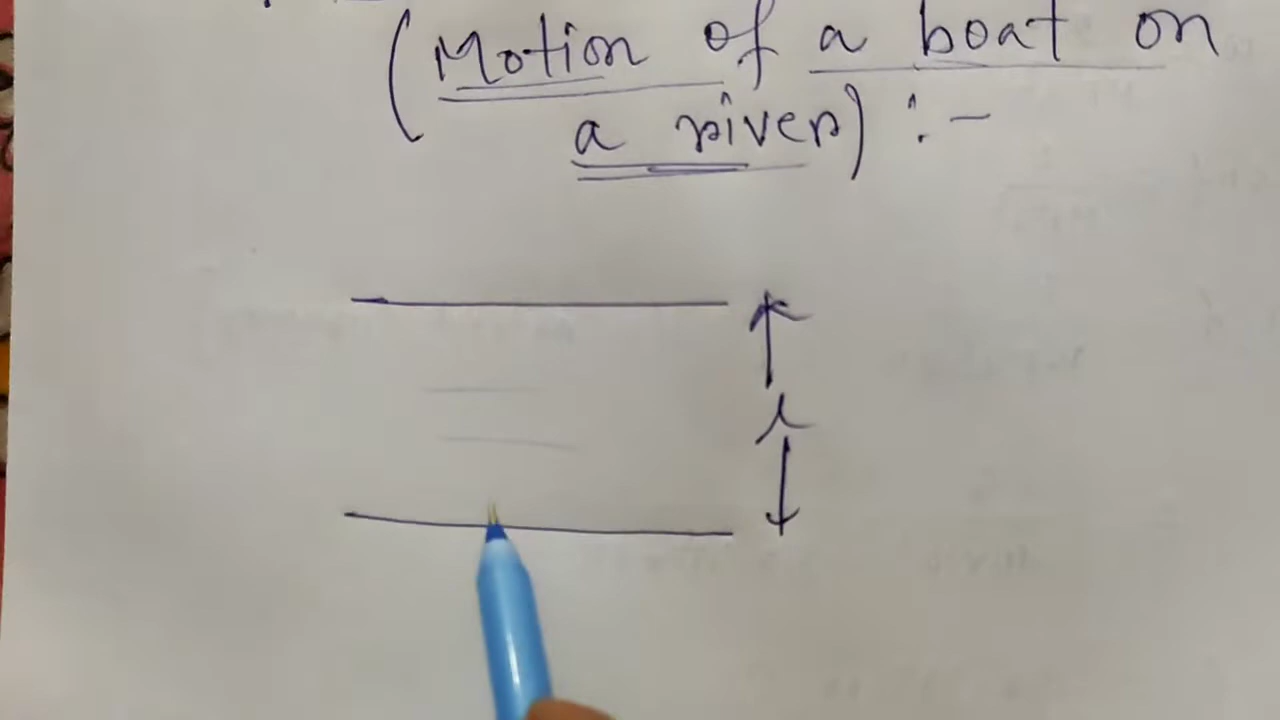 (Motion of a boat on
a river) :-
l